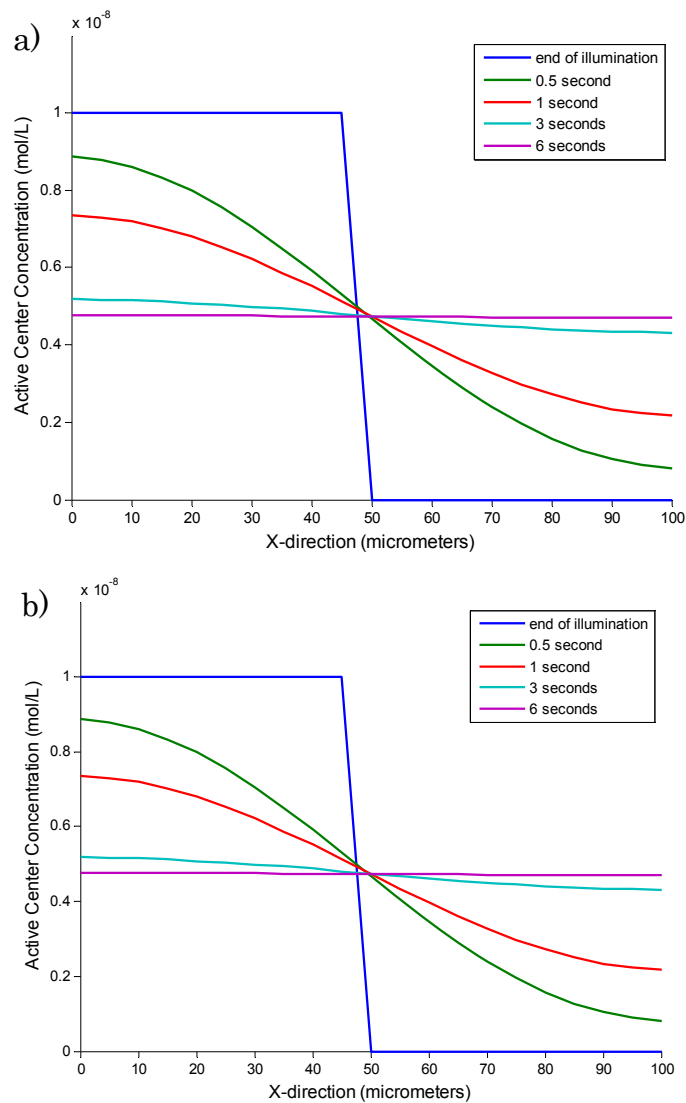 a)
x 10-8
end of illumination
0.5 second
1 second
3 seconds
6 seconds
1
0.8
0.6
0.4
0.2
0
Active Center Concentration (mol/L)
0 10 20 30 40 50 60 70 80 90 100
X-direction (micrometers)
b)
x 10-8
end of illumination
0.5 second
1 second
3 seconds
6 seconds
1
0.8
0.6
0.4
0.2
0
Active Center Concentration (mol/L)
0 10 20 30 40 50 60 70 80 90 100
X-direction (micrometers)